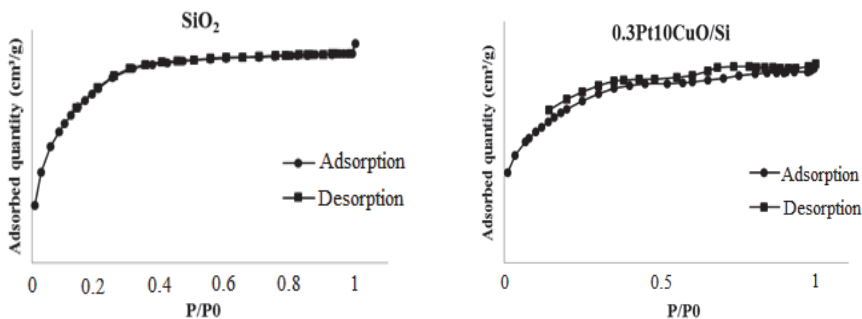 SiO₂
Adsorbed quantity (cm³/g)
Adsorption
Desorption
0 0.2 0.4 0.6 0.8 1
P/P0
0.3Pt10CuO/Si
Adsorbed quantity (cm³/g)
Adsorption
Desorption
0 0.5 1
P/P0